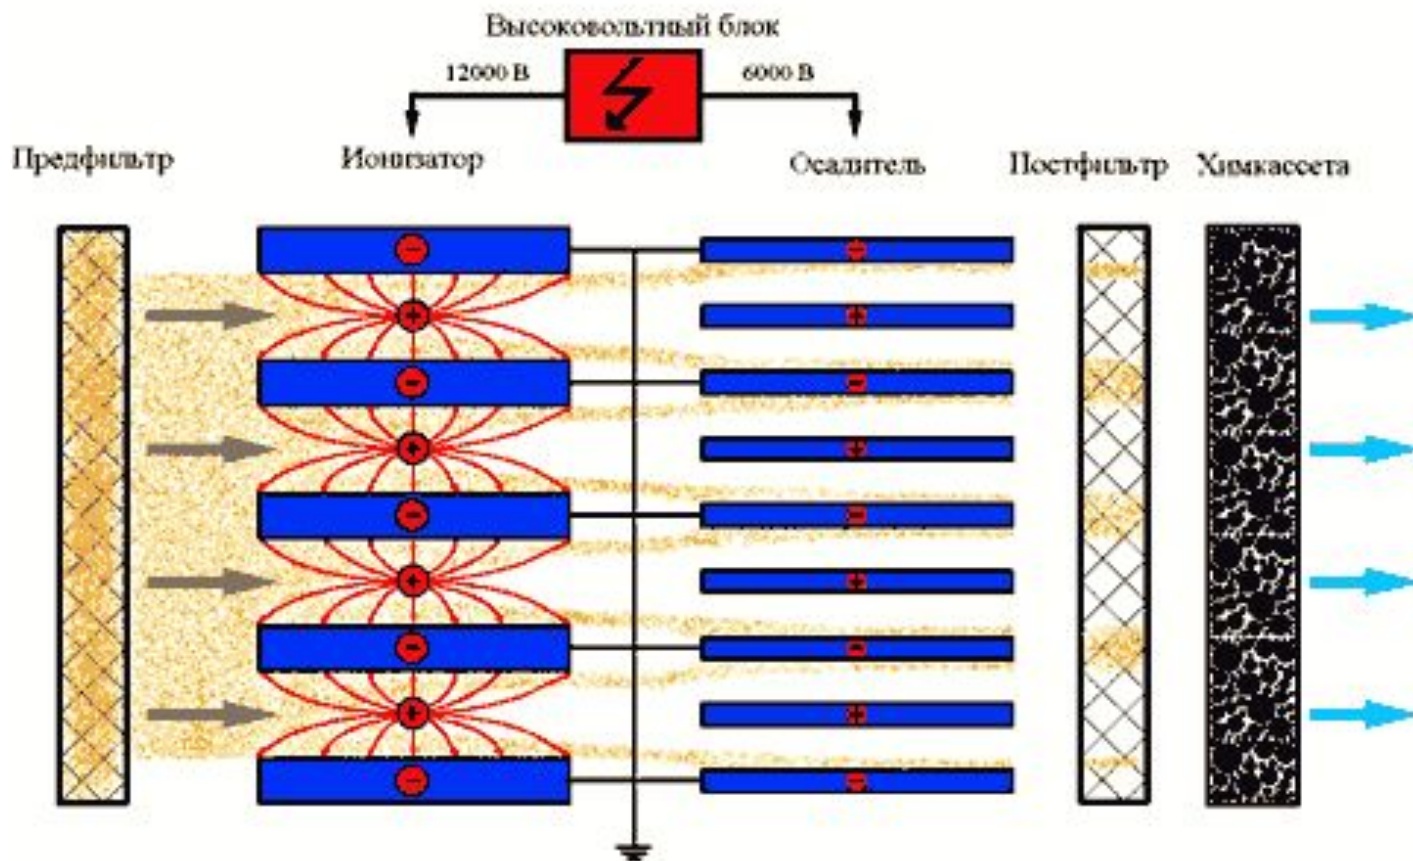 Высоковольтный блок
12000 В
6000 В
Предфильтр
Ионизатор
Осадитель
Постфильтр
Химкассета